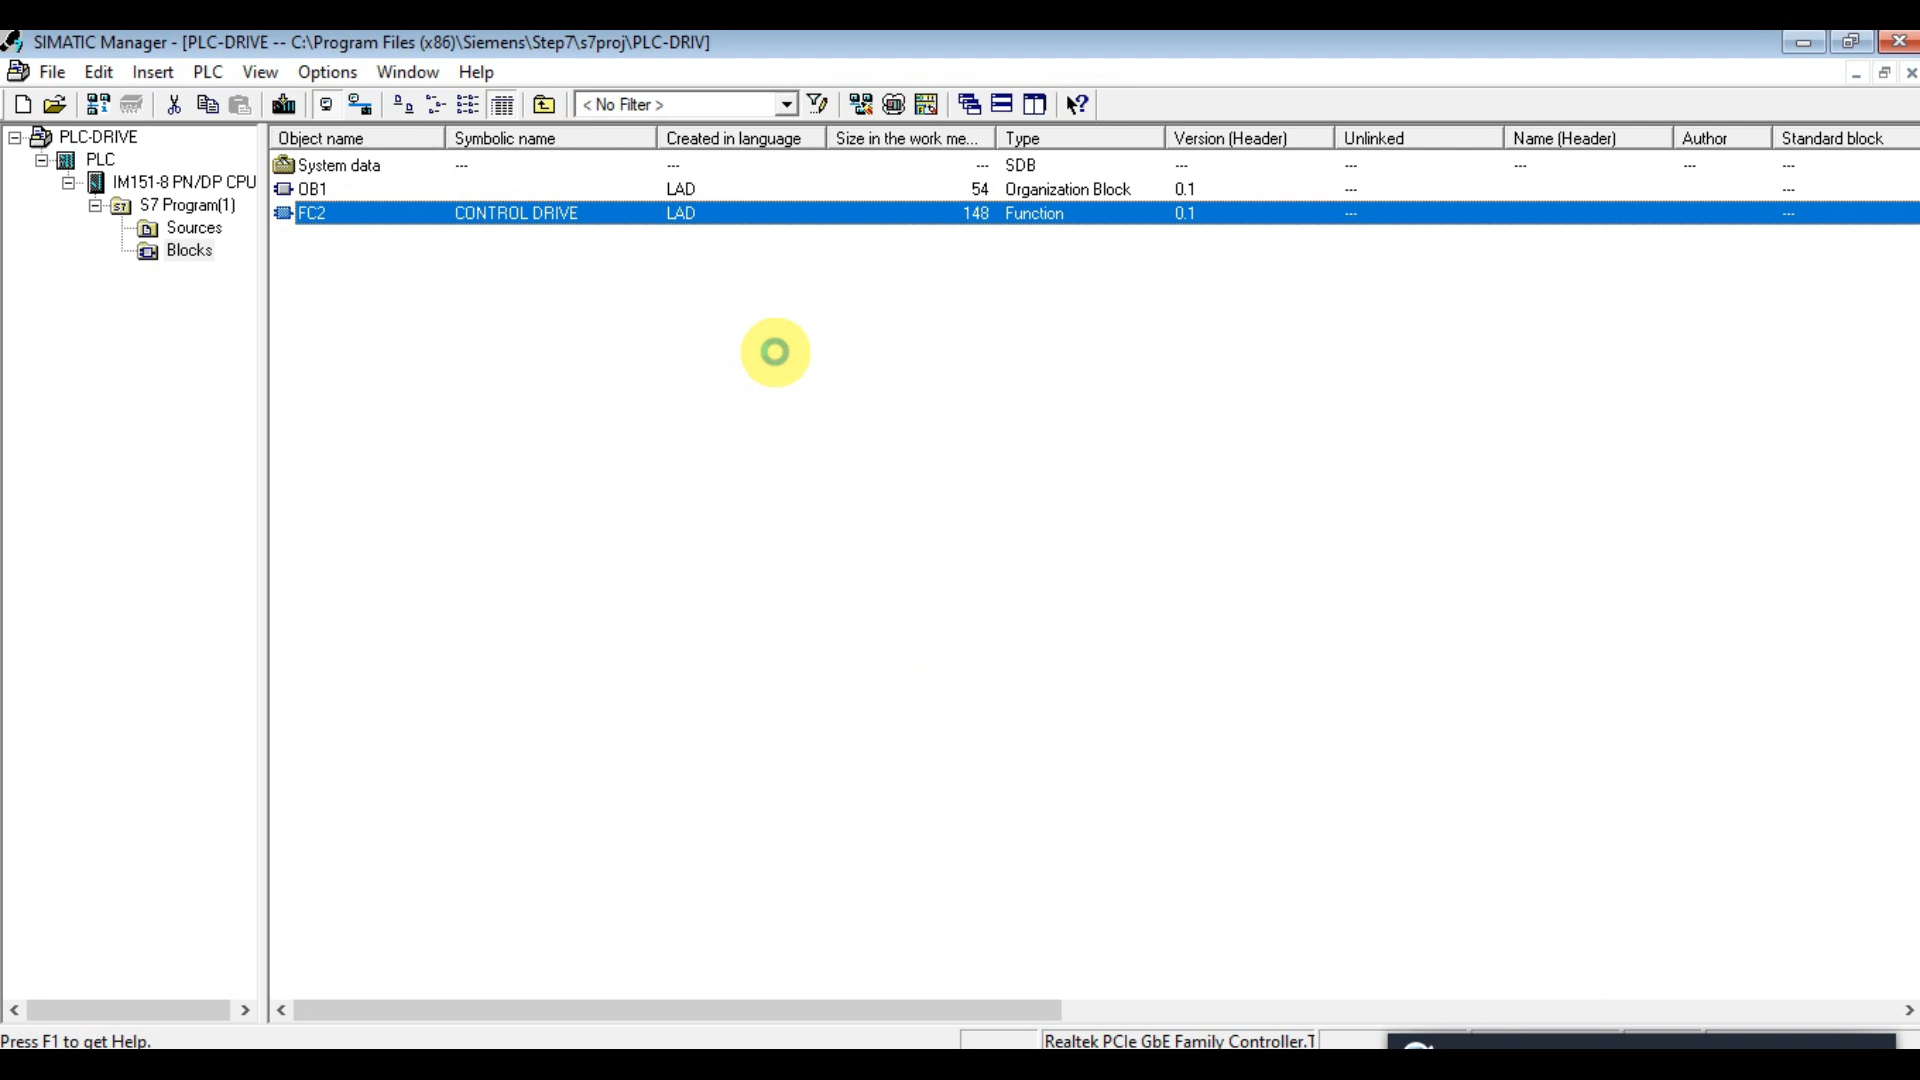 SIMATIC Manager - [PLC-DRIVE -- C:\Program Files (x86)\Siemens\Step7\s7proj\PLC-DRIV]
File Edit Insert PLC View Options Window Help
< No Filter >
PLC-DRIVE
PLC
IM151-8 PN/DP CPU
S7 Program(1)
Sources
Blocks
Object name Symbolic name Created in language Size in the work me... Type Version (Header) Unlinked Name (Header) Author Standard block
System data --- --- --- SDB --- --- --- --- ---
OB1 LAD 54 Organization Block 0.1 --- ---
FC2 CONTROL DRIVE LAD 148 Function 0.1 --- ---
Press F1 to get Help.
Realtek PCIe GbE Family Controller.T